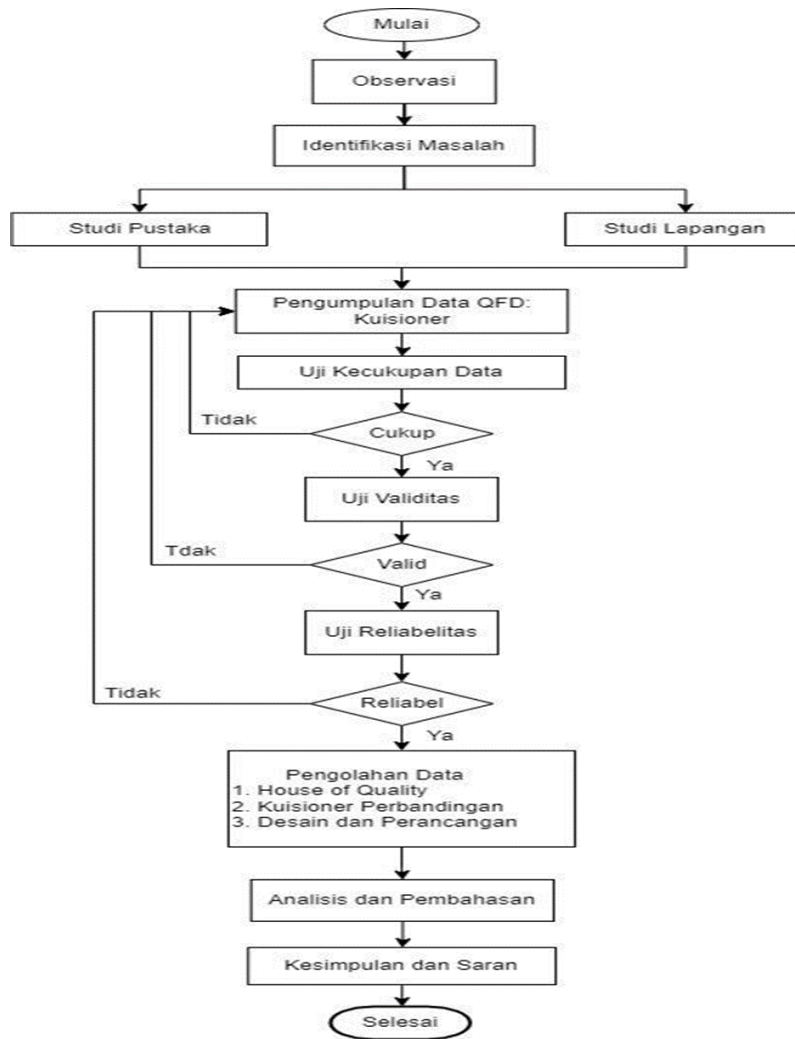 Mulai
Observasi
Identifikasi Masalah
Studi Pustaka
Studi Lapangan
Pengumpulan Data QFD:
Kuisioner
Uji Kecukupan Data
Tidak
Cukup
Ya
Uji Validitas
Tdak
Valid
Ya
Uji Reliabelitas
Tidak
Reliabel
Ya
Pengolahan Data
1. House of Quality
2. Kuisioner Perbandingan
3. Desain dan Perancangan
Analisis dan Pembahasan
Kesimpulan dan Saran
Selesai